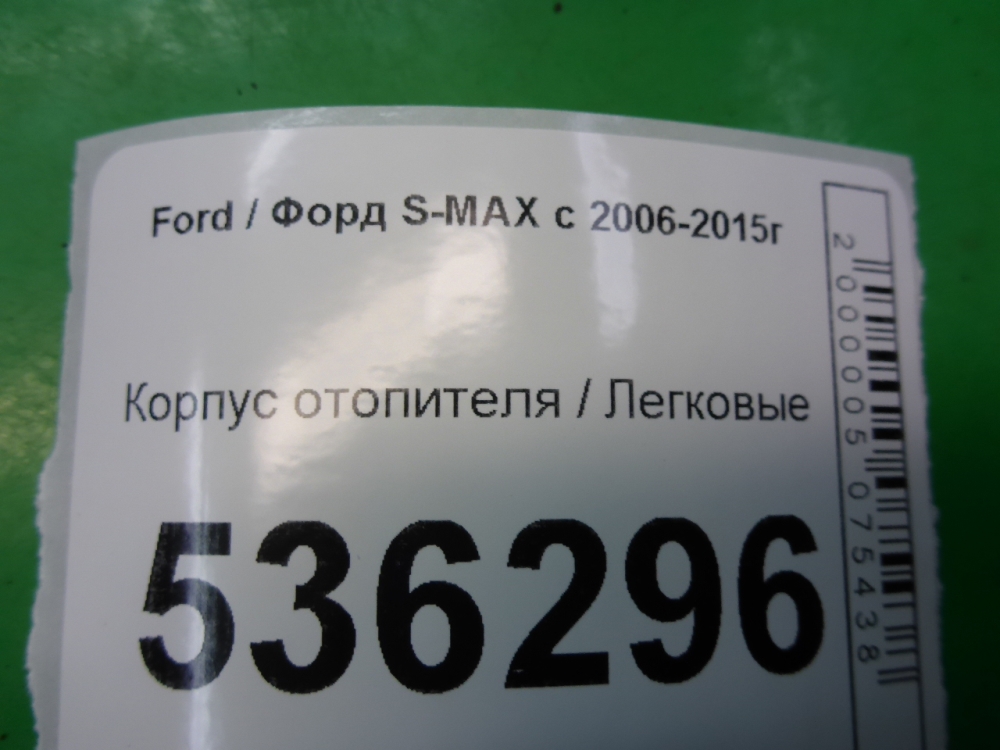 Ford / Форд S-MAX с 2006-2015г
Корпус отопителя / Легковые
536296
2000005075438